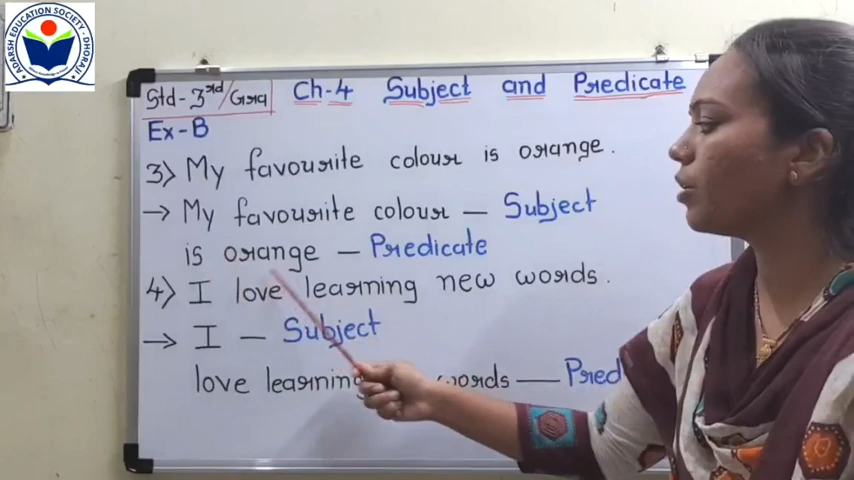 ADARSH EDUCATION SOCIETY - DHORAJI
Std-3rd/Gra
Ch-4 Subject and Predicate
Ex-B
3) My favourite colour is orange.
→ My favourite colour — Subject
is orange — Predicate
4) I love learning new words.
→ I — Subject
love learning words — Pred